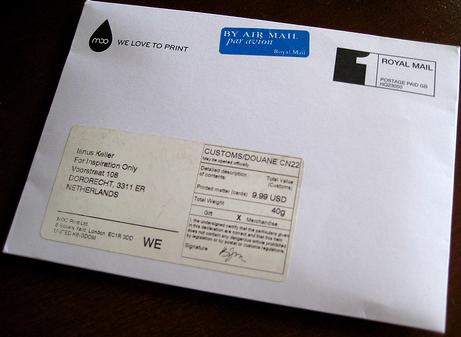 moo
WE LOVE TO PRINT
BY AIR MAIL
par avion
Royal Mail
1
ROYAL MAIL
POSTAGE PAID GB
HQ23050
Ianus Keller
For Inspiration Only
Voorstraat 108
DORDRECHT, 3311 ER
NETHERLANDS
MOO Print Ltd
Yard, London, EC1R 3DD
UNITED KINGDOM
WE
CUSTOMS/DOUANE CN22
May be opened officially
Detailed description of contents:
Total Value (Customs)
Printed matter (cards) 9.99 USD
Total Weight 40g
Gift X Merchandise
I the undersigned certify that the particulars given
in this declaration are correct and that this item
does not contain any dangerous article prohibited
by legislation or by postal or customs regulations
Signature